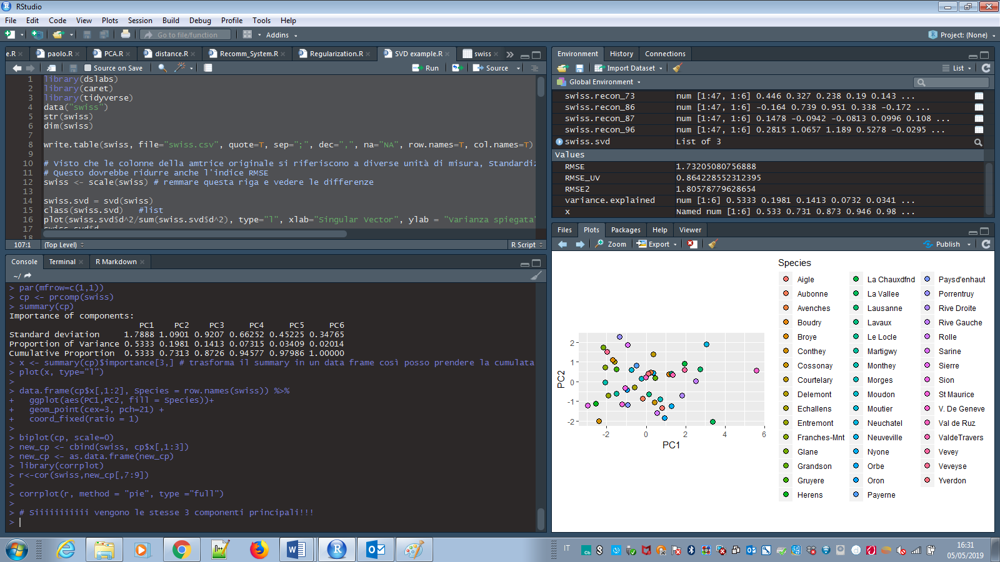 RStudio
File Edit Code View Plots Session Build Debug Profile Tools Help
Go to file/function Addins Project: (None)
e.R paolo.R PCA.R distance.R Recomm_System.R Regularization.R SVD example.R swiss
Source on Save Run Source
1 library(dslabs)
2 library(caret)
3 library(tidyverse)
4 data("swiss")
5 str(swiss)
6 dim(swiss)
7
8 write.table(swiss, file="swiss.csv", quote=T, sep=";", dec=",", na="NA", row.names=T, col.names=T)
9
10 # Visto che le colonne della amtrice originale si riferiscono a diverse unità di misura, Standardiz
11 # Questo dovrebbe ridurre anche l'indice RMSE
12 swiss <- scale(swiss) # remmare questa riga e vedere le differenze
13
14 swiss.svd = svd(swiss)
15 class(swiss.svd) #list
16 plot(swiss.svd$d^2/sum(swiss.svd$d^2), type="l", xlab="Singular Vector", ylab = "Varianza spiegata"
17 swiss.svd$d
18
107:1 (Top Level) R Script
Console Terminal R Markdown
~/
> par(mfrow=c(1,1))
> cp <- prcomp(swiss)
> summary(cp)
Importance of components:
PC1 PC2 PC3 PC4 PC5 PC6
Standard deviation 1.7888 1.0901 0.9207 0.66252 0.45225 0.34765
Proportion of Variance 0.5333 0.1981 0.1413 0.07315 0.03409 0.02014
Cumulative Proportion 0.5333 0.7313 0.8726 0.94577 0.97986 1.00000
> x <- summary(cp)$importance[3,] # trasforma il summary in un data frame così posso prendere la cumulata
> plot(x, type="l")
>
> data.frame(cp$x[,1:2], Species = row.names(swiss)) %>%
+ ggplot(aes(PC1,PC2, fill = Species))+
+ geom_point(cex=3, pch=21) +
+ coord_fixed(ratio = 1)
>
> biplot(cp, scale=0)
> new_cp <- cbind(swiss, cp$x[,1:3])
> new_cp <- as.data.frame(new_cp)
> library(corrplot)
> r<-cor(swiss,new_cp[,7:9])
>
> corrplot(r, method = "pie", type ="full")
>
> # Siiiiiiiiiii vengono le stesse 3 componenti principali!!!
>
Environment History Connections
Import Dataset List
Global Environment
swiss.recon_73 num [1:47, 1:6] 0.446 0.327 0.238 0.19 0.143 ...
swiss.recon_86 num [1:47, 1:6] -0.164 0.739 0.951 0.338 -0.172 ...
swiss.recon_87 num [1:47, 1:6] 0.1478 -0.0942 -0.0813 0.0996 0.108 ...
swiss.recon_96 num [1:47, 1:6] 0.2815 1.0657 1.189 0.5278 -0.0295 ...
swiss.svd List of 3
Values
RMSE 1.73205080756888
RMSE_UV 0.864228552312395
RMSE2 1.80578779628654
variance.explained num [1:6] 0.5333 0.1981 0.1413 0.0732 0.0341 ...
x Named num [1:6] 0.533 0.731 0.873 0.946 0.98 ...
Files Plots Packages Help Viewer
Zoom Export Publish
Species
Aigle La Chauxdfnd Paysd'enhaut
Aubonne La Vallee Porrentruy
Avenches Lausanne Rive Droite
Boudry Lavaux Rive Gauche
Broye Le Locle Rolle
Conthey Martigwy Sarine
Cossonay Monthey Sierre
Courtelary Morges Sion
Delemont Moudon St Maurice
Echallens Moutier V. De Geneve
Entremont Neuchatel Val de Ruz
Franches-Mnt Neuveville ValdeTravers
Glane Nyone Vevey
Grandson Orbe Veveyse
Gruyere Oron Yverdon
Herens Payerne
2
1
0
-1
-2
PC2
-2 0 2 4 6
PC1
IT
16:31
05/05/2019